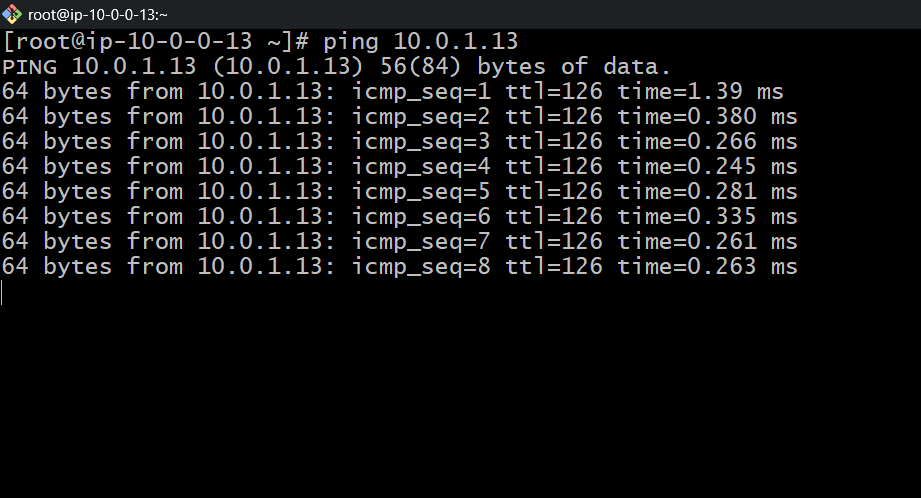 root@ip-10-0-0-13:~
[root@ip-10-0-0-13 ~]# ping 10.0.1.13
PING 10.0.1.13 (10.0.1.13) 56(84) bytes of data.
64 bytes from 10.0.1.13: icmp_seq=1 ttl=126 time=1.39 ms
64 bytes from 10.0.1.13: icmp_seq=2 ttl=126 time=0.380 ms
64 bytes from 10.0.1.13: icmp_seq=3 ttl=126 time=0.266 ms
64 bytes from 10.0.1.13: icmp_seq=4 ttl=126 time=0.245 ms
64 bytes from 10.0.1.13: icmp_seq=5 ttl=126 time=0.281 ms
64 bytes from 10.0.1.13: icmp_seq=6 ttl=126 time=0.335 ms
64 bytes from 10.0.1.13: icmp_seq=7 ttl=126 time=0.261 ms
64 bytes from 10.0.1.13: icmp_seq=8 ttl=126 time=0.263 ms